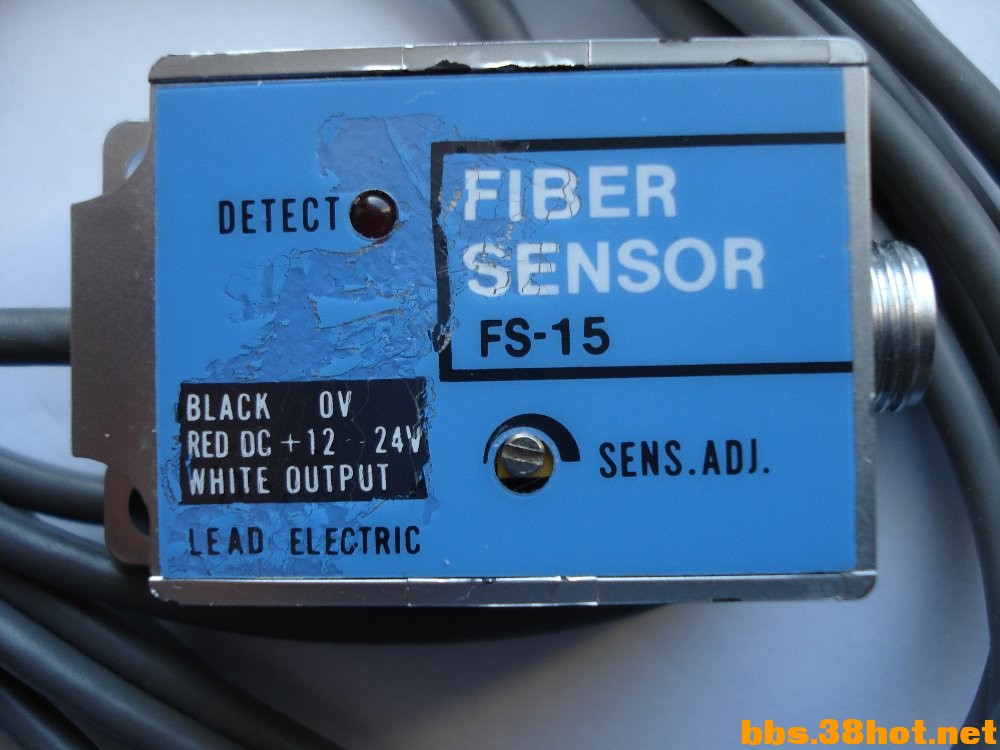 DETECT
FIBER
SENSOR
FS-15
BLACK 0V
RED DC +12 24V
WHITE OUTPUT
SENS.ADJ.
LEAD ELECTRIC
bbs.38hot.net